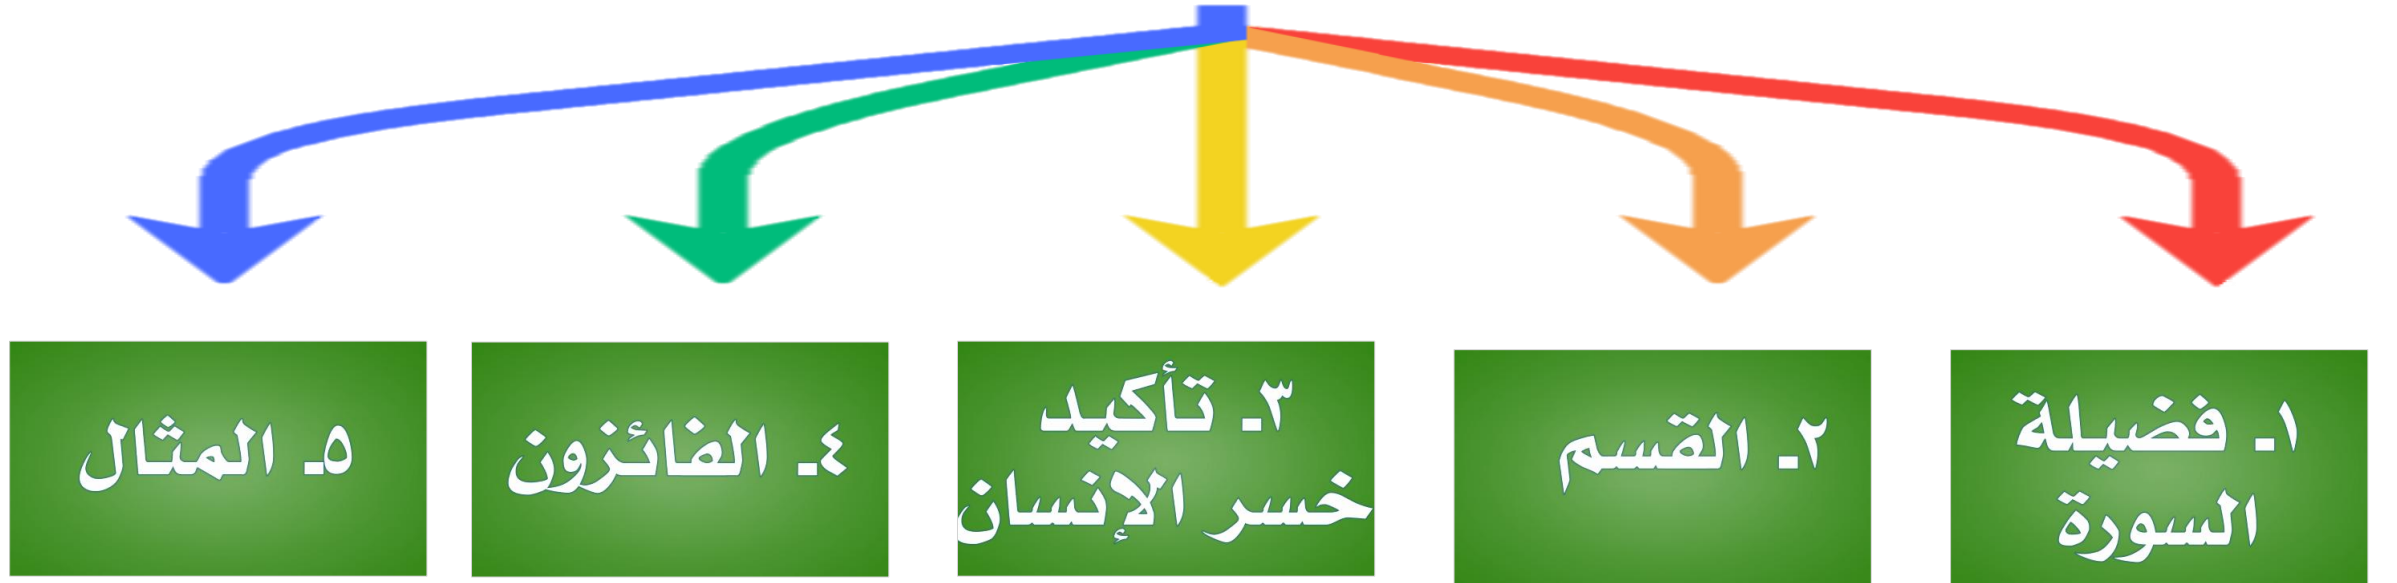 ١ـ فضيلة
السورة
٢ـ القسم
٣ـ تأكيد
خسر الإنسان
٤ـ الفائزون
٥ـ المثال